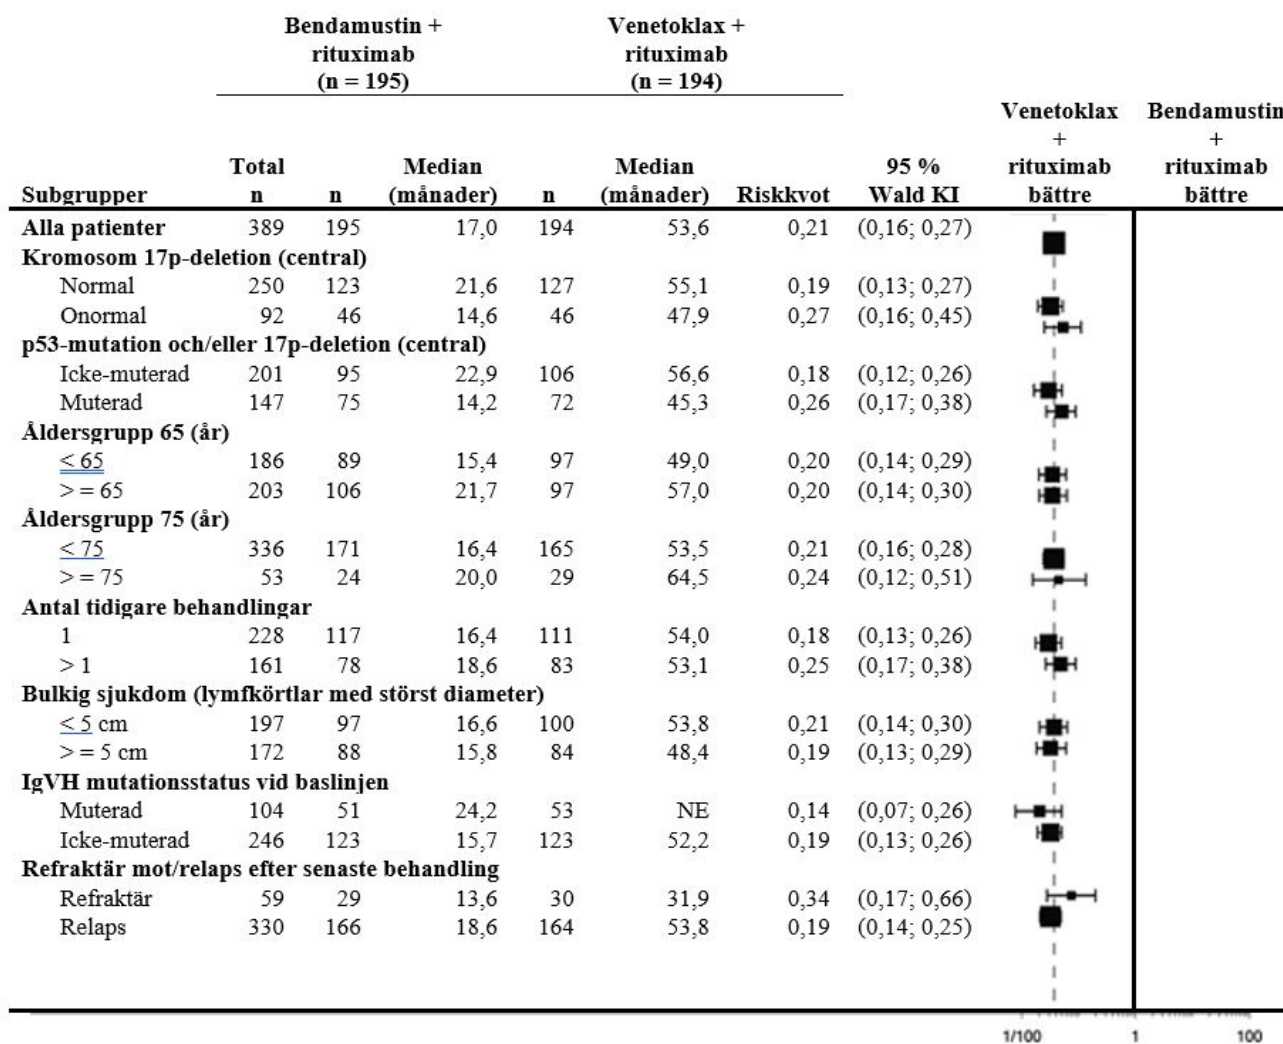 Bendamustin + rituximab (n = 195) Venetoklax + rituximab (n = 194)
Venetoklax + rituximab bättre Bendamustin + rituximab bättre
Subgrupper Total n n Median (månader) n Median (månader) Riskkvot 95 % Wald KI
Alla patienter 389 195 17,0 194 53,6 0,21 (0,16; 0,27)
Kromosom 17p-deletion (central)
Normal 250 123 21,6 127 55,1 0,19 (0,13; 0,27)
Onormal 92 46 14,6 46 47,9 0,27 (0,16; 0,45)
p53-mutation och/eller 17p-deletion (central)
Icke-muterad 201 95 22,9 106 56,6 0,18 (0,12; 0,26)
Muterad 147 75 14,2 72 45,3 0,26 (0,17; 0,38)
Åldersgrupp 65 (år)
< 65 186 89 15,4 97 49,0 0,20 (0,14; 0,29)
> = 65 203 106 21,7 97 57,0 0,20 (0,14; 0,30)
Åldersgrupp 75 (år)
< 75 336 171 16,4 165 53,5 0,21 (0,16; 0,28)
> = 75 53 24 20,0 29 64,5 0,24 (0,12; 0,51)
Antal tidigare behandlingar
1 228 117 16,4 111 54,0 0,18 (0,13; 0,26)
> 1 161 78 18,6 83 53,1 0,25 (0,17; 0,38)
Bulkig sjukdom (lymfkörtlar med störst diameter)
< 5 cm 197 97 16,6 100 53,8 0,21 (0,14; 0,30)
> = 5 cm 172 88 15,8 84 48,4 0,19 (0,13; 0,29)
IgVH mutationsstatus vid baslinjen
Muterad 104 51 24,2 53 NE 0,14 (0,07; 0,26)
Icke-muterad 246 123 15,7 123 52,2 0,19 (0,13; 0,26)
Refraktär mot/relaps efter senaste behandling
Refraktär 59 29 13,6 30 31,9 0,34 (0,17; 0,66)
Relaps 330 166 18,6 164 53,8 0,19 (0,14; 0,25)
1/100 1 100